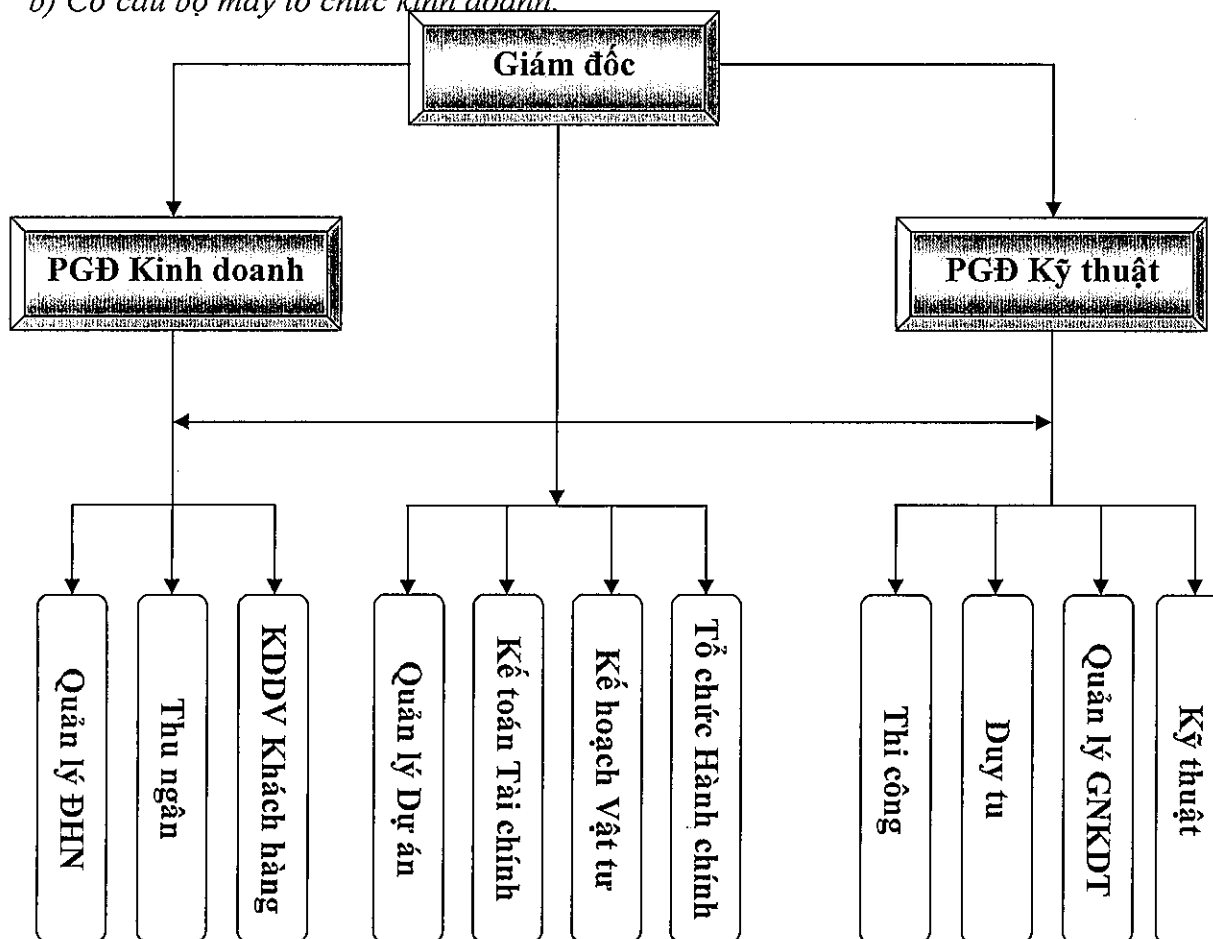 b) Cơ cấu bộ máy tổ chức kinh doanh.
Giám đốc
PGĐ Kinh doanh
PGĐ Kỹ thuật
Quản lý ĐHN
Thu ngân
KDDV Khách hàng
Quản lý Dự án
Kế toán Tài chính
Kế hoạch Vật tư
Tổ chức Hành chính
Thi công
Duy tu
Quản lý GNKDT
Kỹ thuật